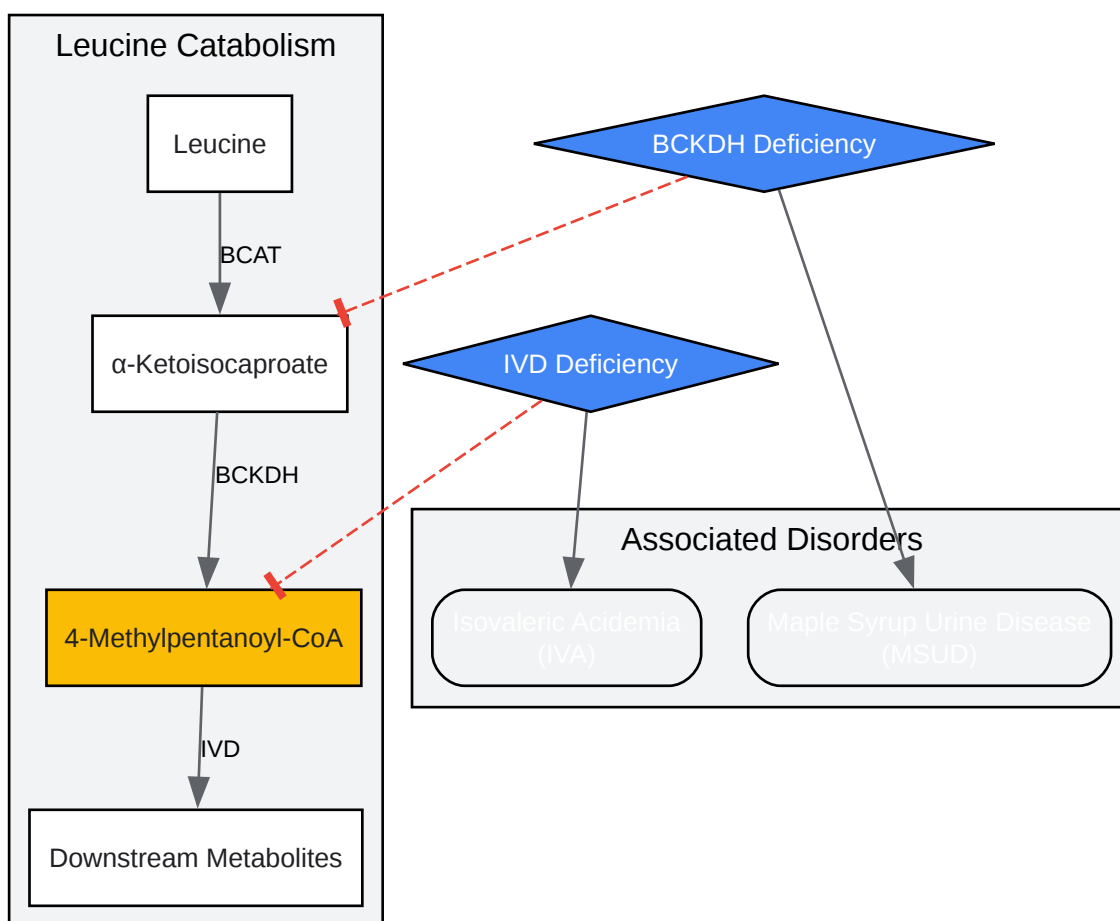 Leucine Catabolism
Leucine
BCAT
α-Ketoisocaproate
BCKDH
4-Methylpentanoyl-CoA
IVD
Downstream Metabolites
BCKDH Deficiency
IVD Deficiency
Associated Disorders
Isovaleric Acidemia
(IVA)
Maple Syrup Urine Disease
(MSUD)